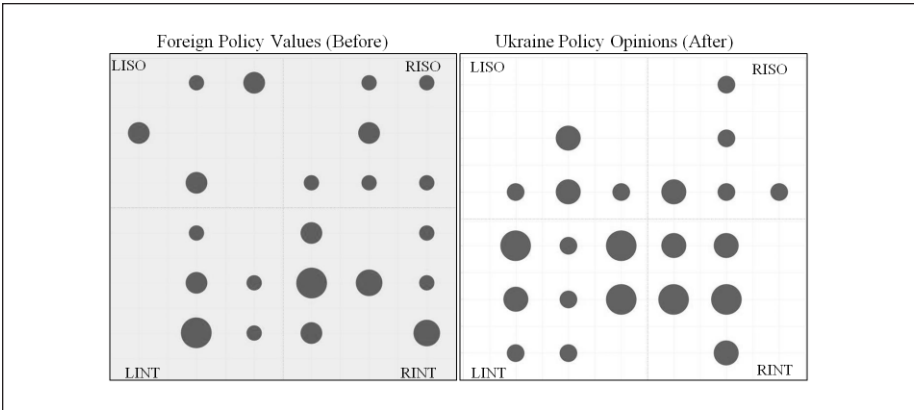 Foreign Policy Values (Before)
Ukraine Policy Opinions (After)
LISO
RISO
LISO
RISO
LINT
RINT
LINT
RINT